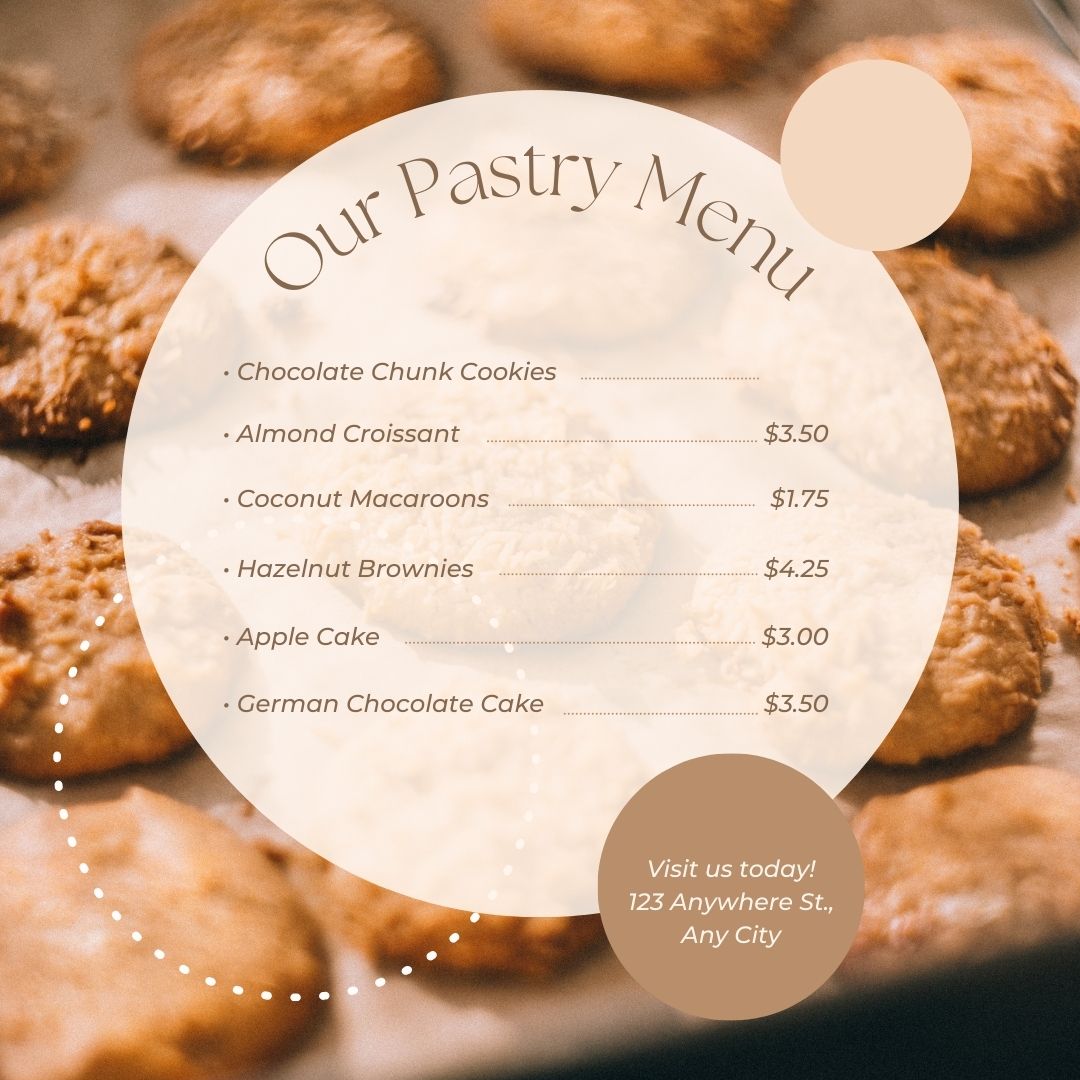 Our Pastry Menu
• Chocolate Chunk Cookies ........................
• Almond Croissant ........................ $3.50
• Coconut Macaroons ........................ $1.75
• Hazelnut Brownies ........................ $4.25
• Apple Cake ........................ $3.00
• German Chocolate Cake ........................ $3.50
Visit us today!
123 Anywhere St.,
Any City